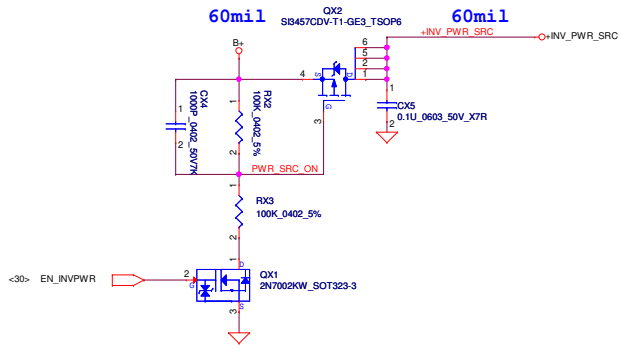 60mil
QX2
SI3457CDV-T1-GE3_TSOP6
60mil
B+
+INV_PWR_SRC
+INV_PWR_SRC
6
5
2
1
4
S
D
G
3
CX4
1000P_0402_50V7K
1
2
RX2
100K_0402_5%
1
2
1
2
CX5
0.1U_0603_50V_X7R
PWR_SRC_ON
1
RX3
100K_0402_5%
2
<30>
EN_INVPWR
2
G
1
D
QX1
2N7002KW_SOT323-3
S
3